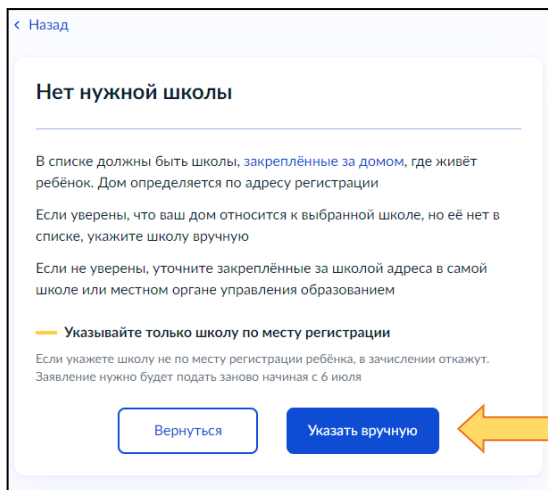 Назад
Нет нужной школы
В списке должны быть школы, закреплённые за домом, где живёт
ребёнок. Дом определяется по адресу регистрации
Если уверены, что ваш дом относится к выбранной школе, но её нет в
списке, укажите школу вручную
Если не уверены, уточните закреплённые за школой адреса в самой
школе или местном органе управления образованием
Указывайте только школу по месту регистрации
Если укажете школу не по месту регистрации ребёнка, в зачислении откажут.
Заявление нужно будет подать заново начиная с 6 июля
Вернуться
Указать вручную